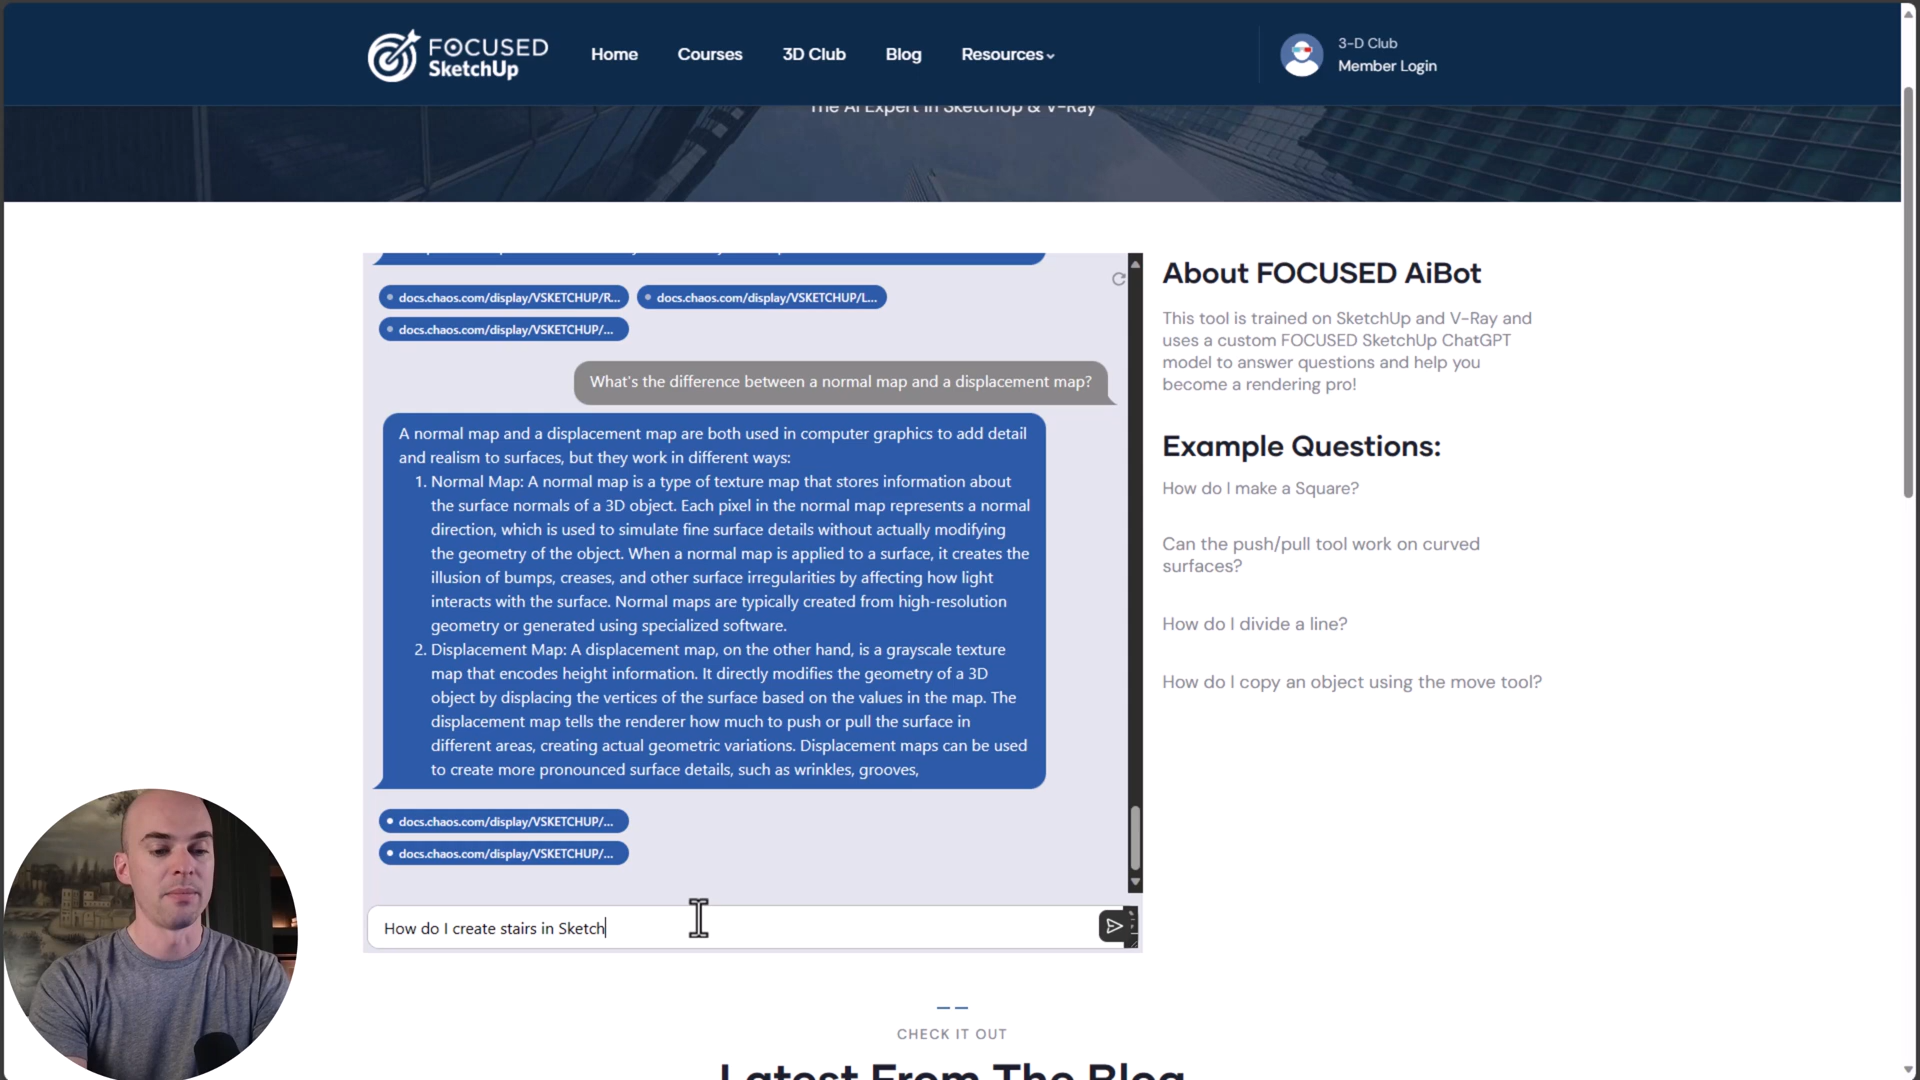 FOCUSED
SketchUp
Home
Courses
3D Club
Blog
Resources
3-D Club
Member Login
The AI Expert in SketchUp & V-Ray
docs.chaos.com/display/VSKETCHUP/R...
docs.chaos.com/display/VSKETCHUP/L...
docs.chaos.com/display/VSKETCHUP/...
What's the difference between a normal map and a displacement map?
A normal map and a displacement map are both used in computer graphics to add detail
and realism to surfaces, but they work in different ways:
1. Normal Map: A normal map is a type of texture map that stores information about
the surface normals of a 3D object. Each pixel in the normal map represents a normal
direction, which is used to simulate fine surface details without actually modifying
the geometry of the object. When a normal map is applied to a surface, it creates the
illusion of bumps, creases, and other surface irregularities by affecting how light
interacts with the surface. Normal maps are typically created from high-resolution
geometry or generated using specialized software.
2. Displacement Map: A displacement map, on the other hand, is a grayscale texture
map that encodes height information. It directly modifies the geometry of a 3D
object by displacing the vertices of the surface based on the values in the map. The
displacement map tells the renderer how much to push or pull the surface in
different areas, creating actual geometric variations. Displacement maps can be used
to create more pronounced surface details, such as wrinkles, grooves,
docs.chaos.com/display/VSKETCHUP/...
docs.chaos.com/display/VSKETCHUP/...
How do I create stairs in Sketch
About FOCUSED AiBot
This tool is trained on SketchUp and V-Ray and
uses a custom FOCUSED SketchUp ChatGPT
model to answer questions and help you
become a rendering pro!
Example Questions:
How do I make a Square?
Can the push/pull tool work on curved
surfaces?
How do I divide a line?
How do I copy an object using the move tool?
CHECK IT OUT
Latest From The Blog